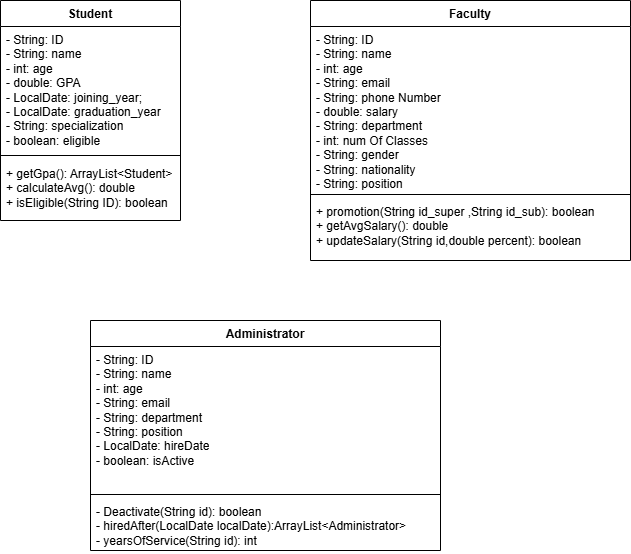 Student
- String: ID
- String: name
- int: age
- double: GPA
- LocalDate: joining_year;
- LocalDate: graduation_year
- String: specialization
- boolean: eligible
+ getGpa(): ArrayList<Student>
+ calculateAvg(): double
+ isEligible(String ID): boolean
Faculty
- String: ID
- String: name
- int: age
- String: email
- String: phone Number
- double: salary
- String: department
- int: num Of Classes
- String: gender
- String: nationality
- String: position
+ promotion(String id_super ,String id_sub): boolean
+ getAvgSalary(): double
+ updateSalary(String id,double percent): boolean
Administrator
- String: ID
- String: name
- int: age
- String: email
- String: department
- String: position
- LocalDate: hireDate
- boolean: isActive
- Deactivate(String id): boolean
- hiredAfter(LocalDate localDate):ArrayList<Administrator>
- yearsOfService(String id): int